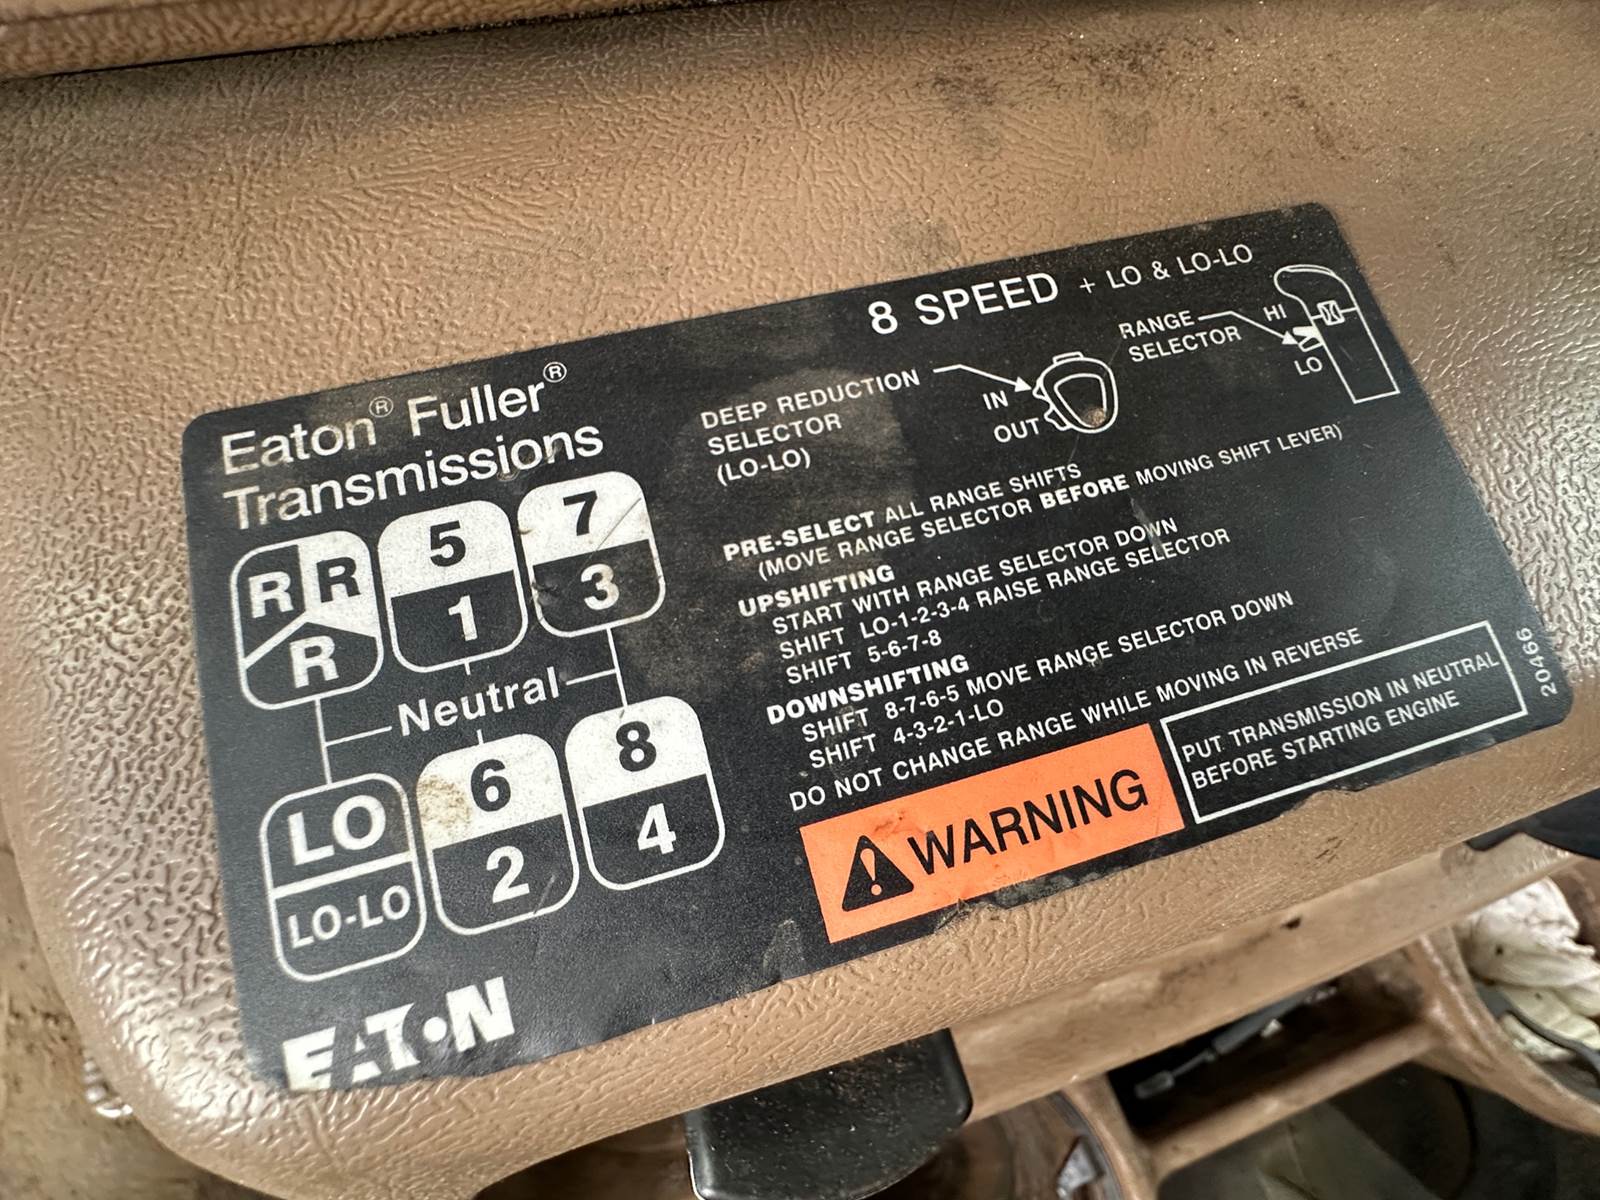 Eaton® Fuller®
Transmissions
R R 5 7
R 1 3
Neutral
LO 6 8
LO-LO 2 4
EATON
8 SPEED + LO & LO-LO
DEEP REDUCTION
SELECTOR
(LO-LO)
IN
OUT
RANGE
SELECTOR
HI
LO
PRE-SELECT ALL RANGE SHIFTS
(MOVE RANGE SELECTOR BEFORE MOVING SHIFT LEVER)
UPSHIFTING
START WITH RANGE SELECTOR DOWN
SHIFT LO-1-2-3-4 RAISE RANGE SELECTOR
SHIFT 5-6-7-8
DOWNSHIFTING
SHIFT 8-7-6-5 MOVE RANGE SELECTOR DOWN
SHIFT 4-3-2-1-LO
DO NOT CHANGE RANGE WHILE MOVING IN REVERSE
WARNING
PUT TRANSMISSION IN NEUTRAL
BEFORE STARTING ENGINE
20466